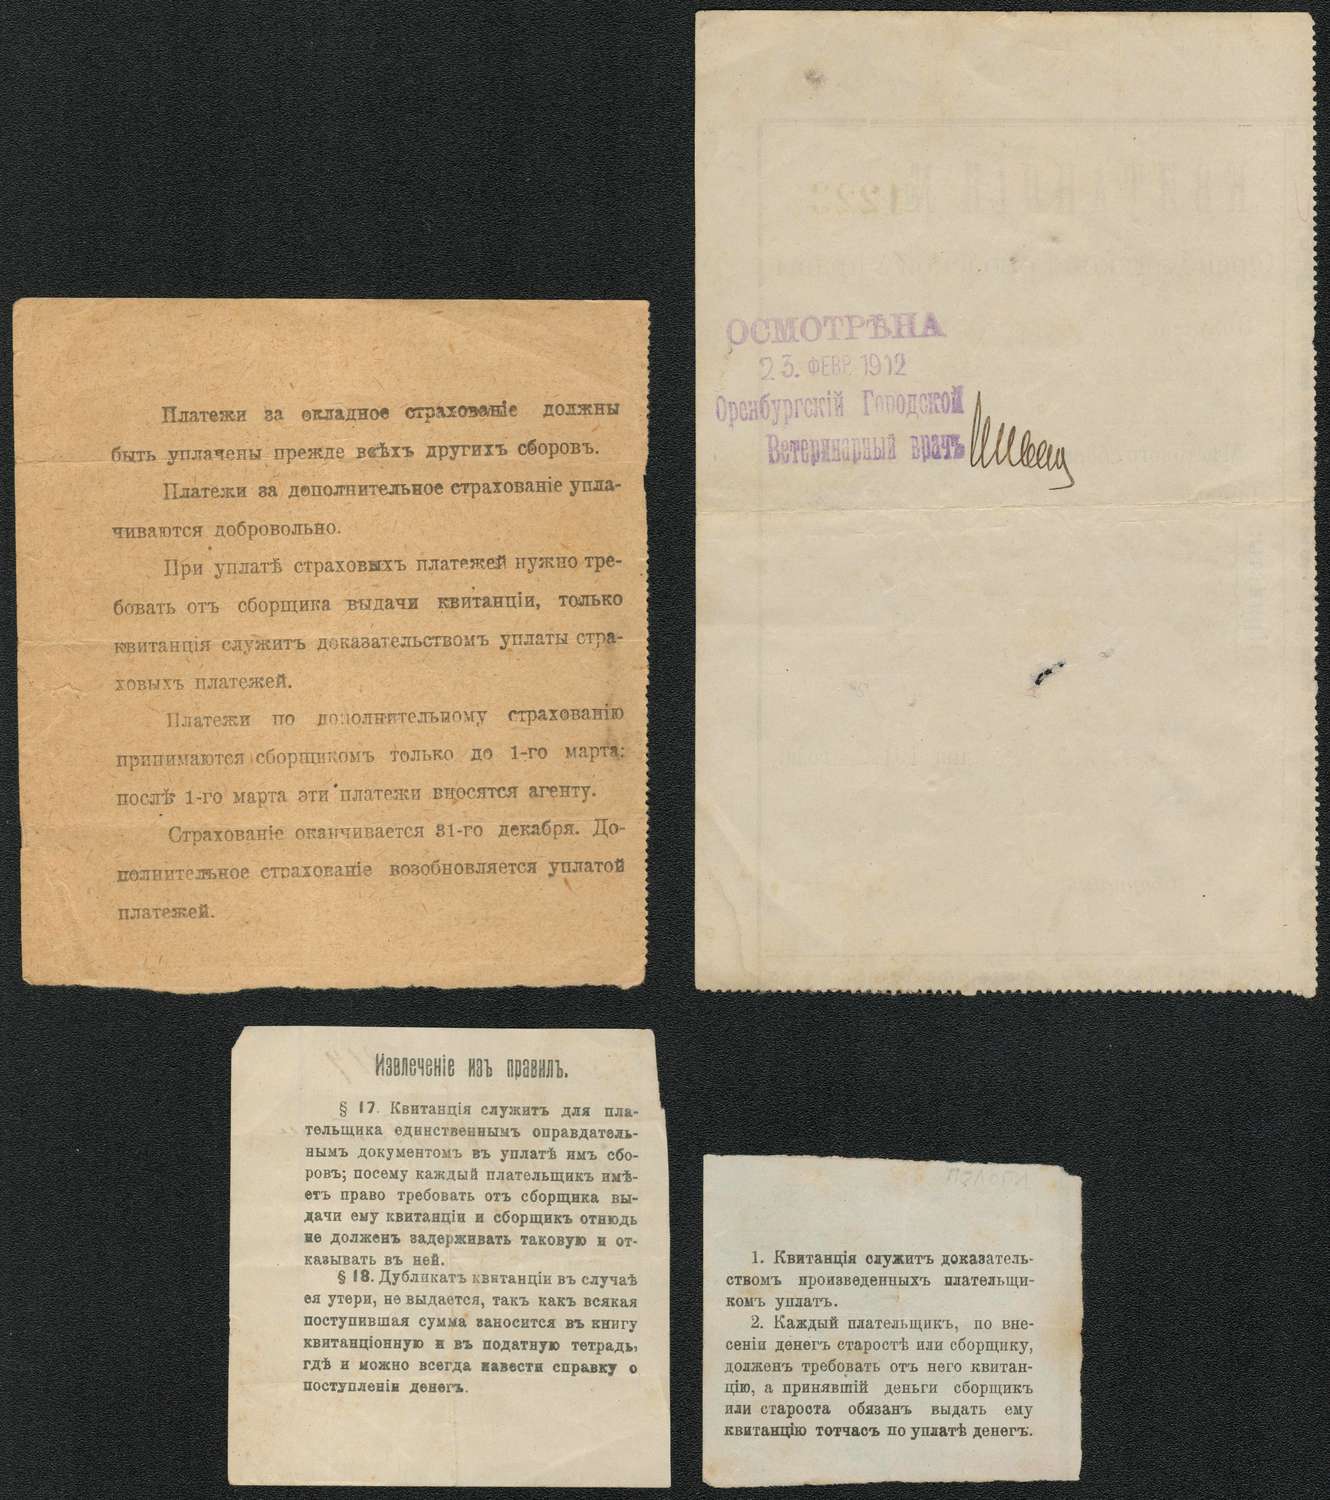 Платежи за окладное страхованіе должны
быть уплачены прежде всѣхъ другихъ сборовъ.
Платежи за дополнительное страхованіе упла-
чиваются добровольно.
При уплатѣ страховыхъ платежей нужно тре-
бовать отъ сборщика выдачи квитанціи, только
квитанція служитъ доказательствомъ уплаты стра-
ховыхъ платежей.
Платежи по дополнительному страхованію
принимаются сборщикомъ только до 1-го марта:
послѣ 1-го марта эти платежи вносятся агенту.
Страхованіе оканчивается 31-го декабря. До-
полнительное страхованіе возобновляется уплатой
платежей.
ОСМОТРѢНА
23. ФЕВР. 1912
Оренбургскій Городской
Ветеринарный врачъ
Извлеченіе изъ правилъ.
§ 17. Квитанція служитъ для пла-
тельщика единственнымъ оправдатель-
нымъ документомъ въ уплатѣ имъ сбо-
ровъ; посему каждый плательщикъ имѣ-
етъ право требовать отъ сборщика вы-
дачи ему квитанціи и сборщикъ отнюдь
не долженъ задерживать таковую и от-
казывать въ ней.
§ 18. Дубликатъ квитанціи въ случаѣ
ея утери, не выдается, такъ какъ всякая
поступившая сумма заносится въ книгу
квитанціонную и въ податную тетрадь,
гдѣ и можно всегда навести справку о
поступленіи денегъ.
1. Квитанція служитъ доказатель-
ствомъ произведенныхъ плательщи-
комъ уплатъ.
2. Каждый плательщикъ, по вне-
сеніи денегъ старостѣ или сборщику,
долженъ требовать отъ него квитан-
цію, а принявшій деньги сборщикъ
или староста обязанъ выдать ему
квитанцію тотчасъ по уплатѣ денегъ.